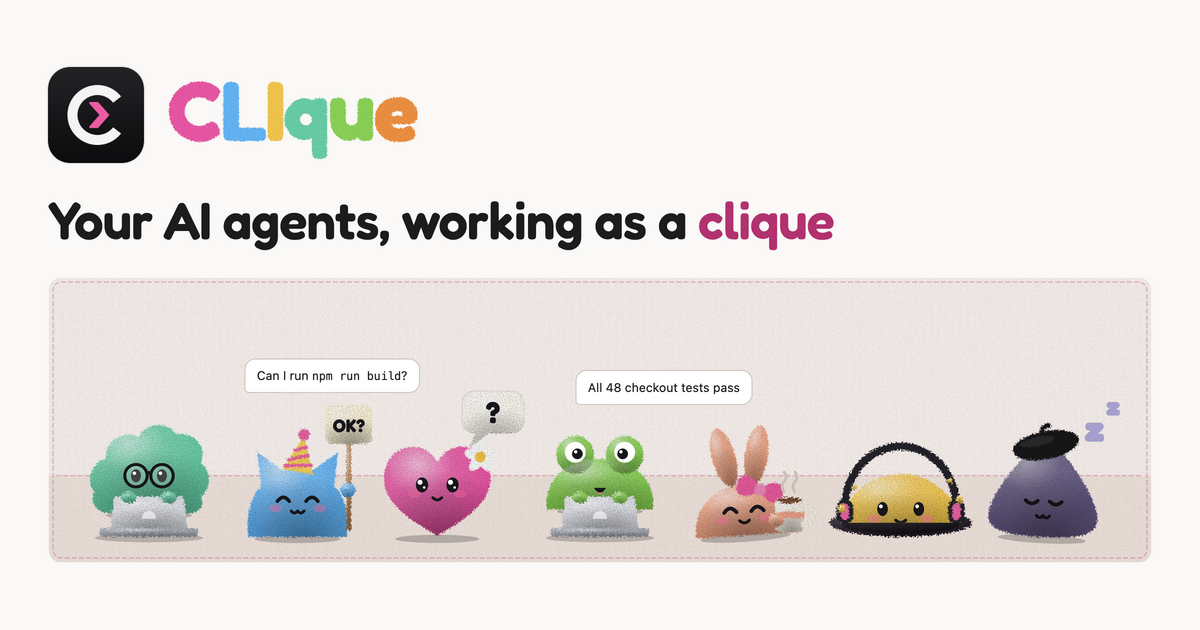 CLIque
Your AI agents, working as a clique
Can I run npm run build?
OK?
?
All 48 checkout tests pass
z
z